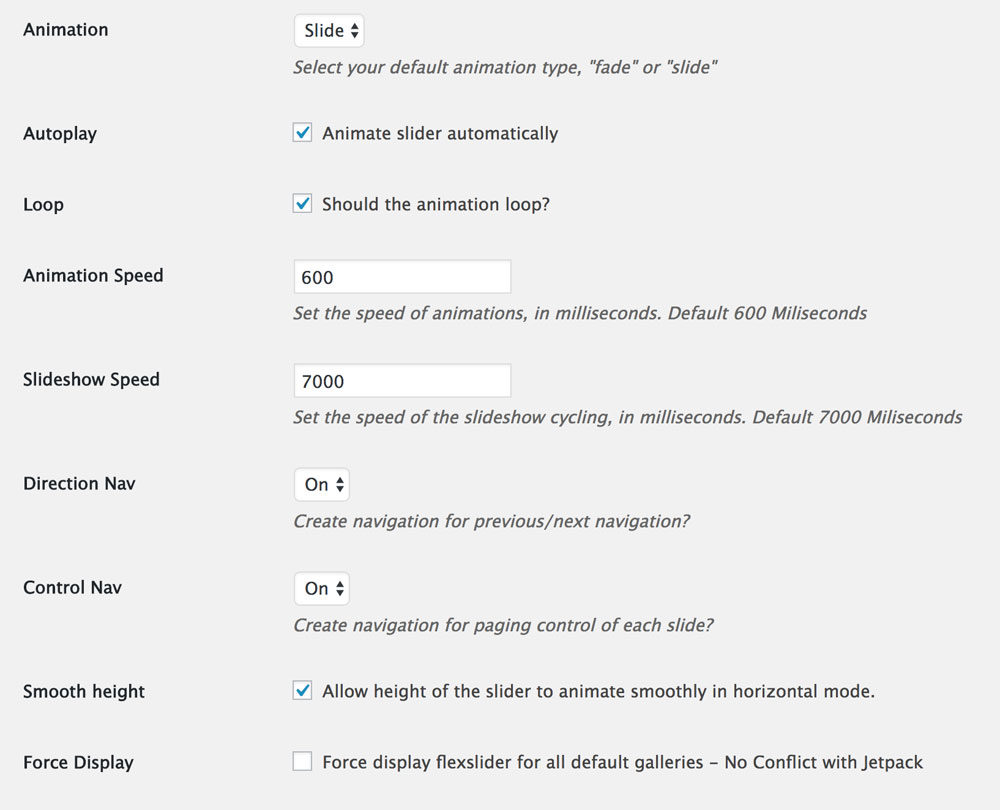 Animation
Slide
Select your default animation type, "fade" or "slide"
Autoplay
Animate slider automatically
Loop
Should the animation loop?
Animation Speed
600
Set the speed of animations, in milliseconds. Default 600 Miliseconds
Slideshow Speed
7000
Set the speed of the slideshow cycling, in milliseconds. Default 7000 Miliseconds
Direction Nav
On
Create navigation for previous/next navigation?
Control Nav
On
Create navigation for paging control of each slide?
Smooth height
Allow height of the slider to animate smoothly in horizontal mode.
Force Display
Force display flexslider for all default galleries – No Conflict with Jetpack